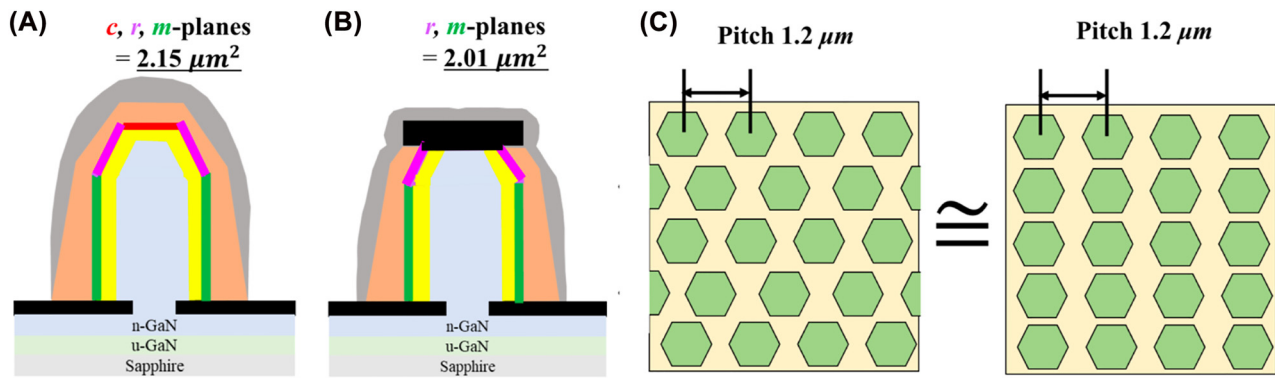 (A)
c, r, m-planes
= 2.15 μm²
n-GaN
u-GaN
Sapphire
(B)
r, m-planes
= 2.01 μm²
n-GaN
u-GaN
Sapphire
(C)
Pitch 1.2 μm
≅
Pitch 1.2 μm